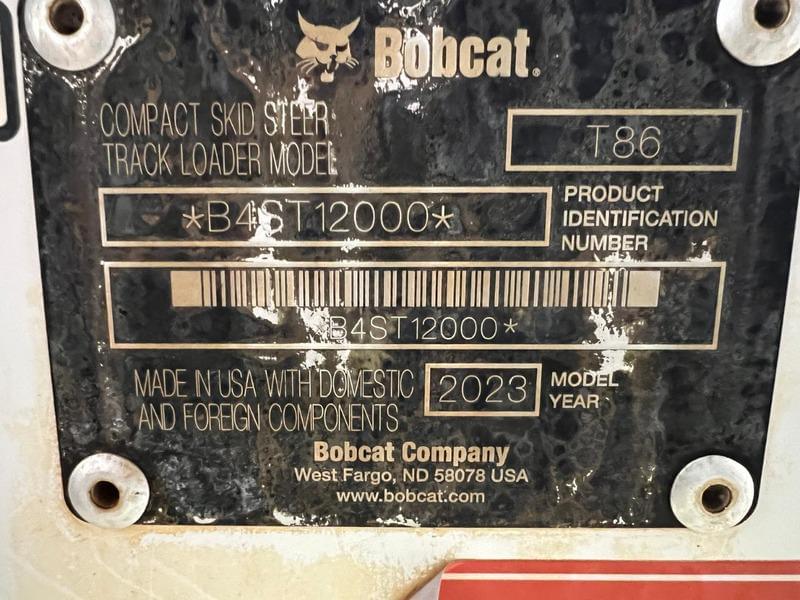 Bobcat®
COMPACT SKID STEER
TRACK LOADER MODEL
T86
*B4ST12000*
PRODUCT
IDENTIFICATION
NUMBER
B4ST12000*
MADE IN USA WITH DOMESTIC
AND FOREIGN COMPONENTS
2023
MODEL
YEAR
Bobcat Company
West Fargo, ND 58078 USA
www.bobcat.com